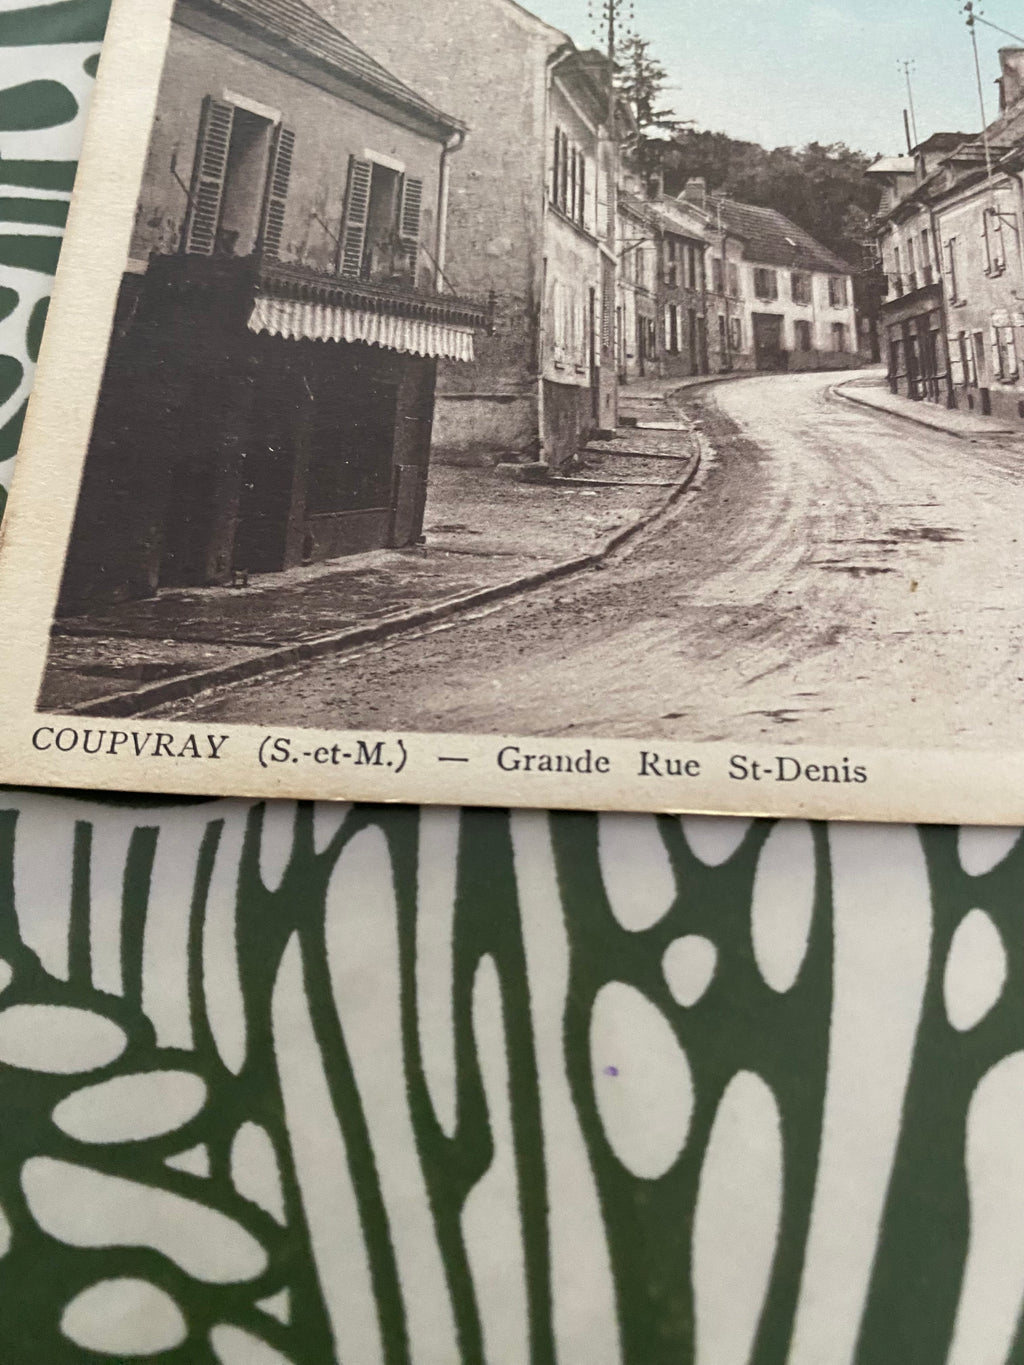 COUPVRAY (S.-et-M.) — Grande Rue St-Denis